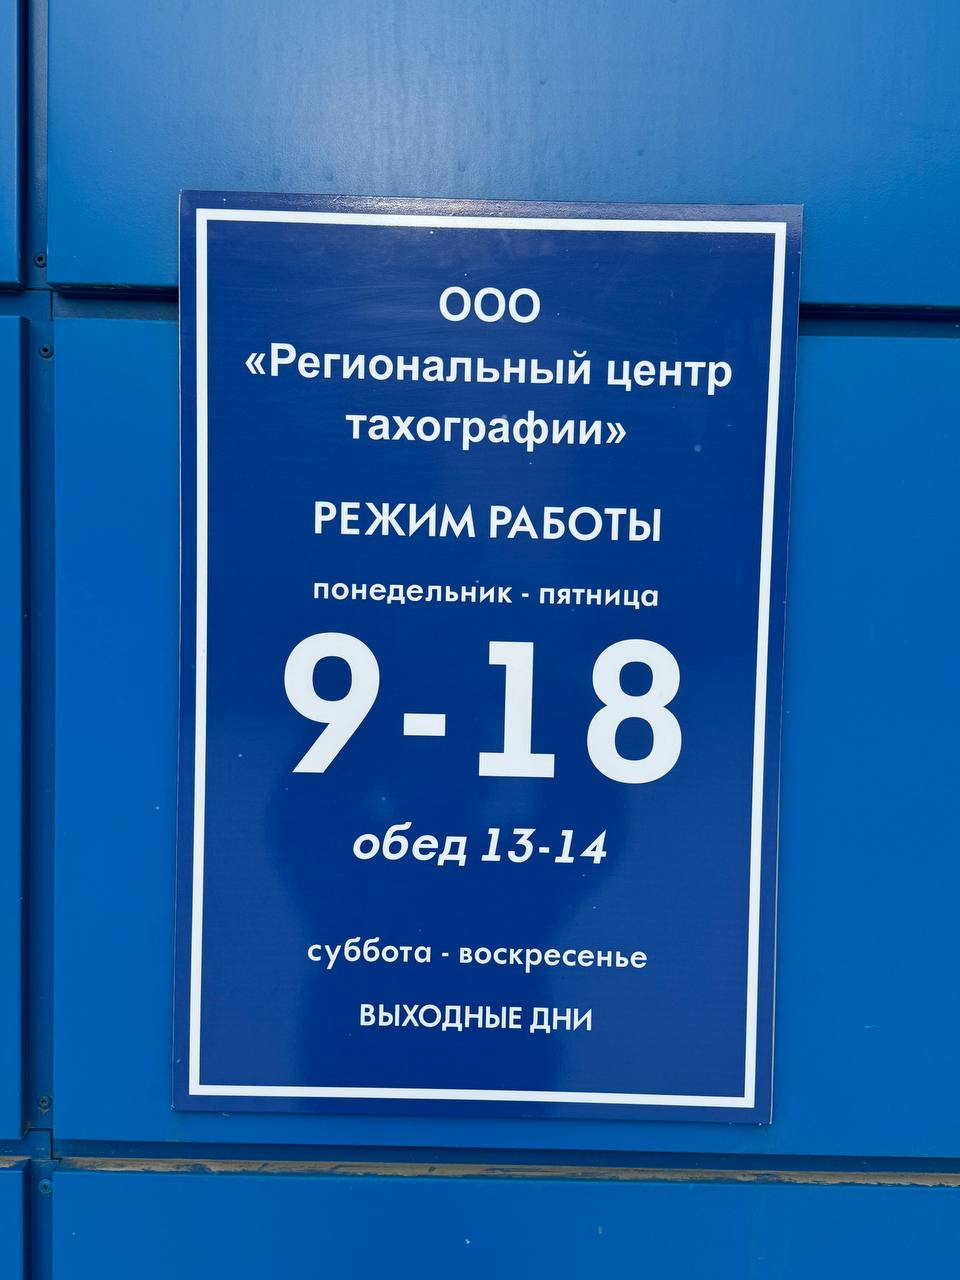 ООО
«Региональный центр
тахографии»
РЕЖИМ РАБОТЫ
понедельник - пятница
9-18
обед 13-14
суббота - воскресенье
ВЫХОДНЫЕ ДНИ